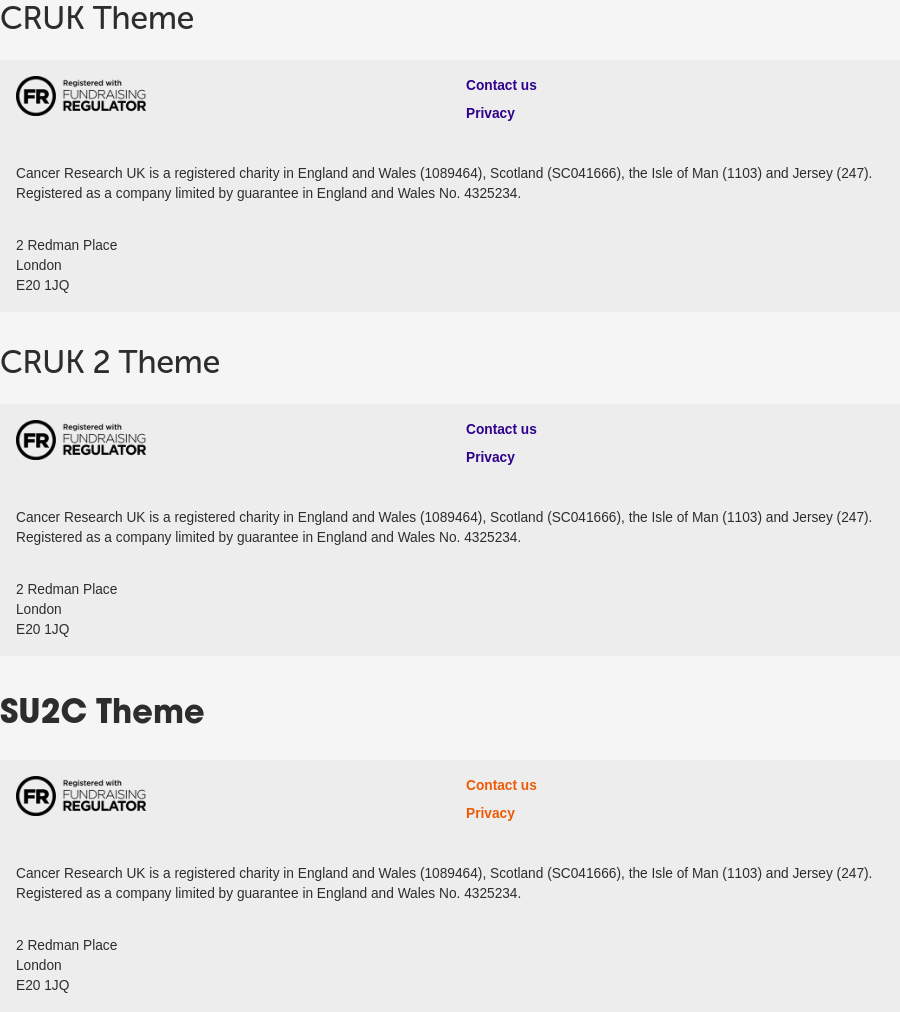 CRUK Theme
FR Registered with
FUNDRAISING
REGULATOR
Contact us
Privacy
Cancer Research UK is a registered charity in England and Wales (1089464), Scotland (SC041666), the Isle of Man (1103) and Jersey (247).
Registered as a company limited by guarantee in England and Wales No. 4325234.
2 Redman Place
London
E20 1JQ
CRUK 2 Theme
FR Registered with
FUNDRAISING
REGULATOR
Contact us
Privacy
Cancer Research UK is a registered charity in England and Wales (1089464), Scotland (SC041666), the Isle of Man (1103) and Jersey (247).
Registered as a company limited by guarantee in England and Wales No. 4325234.
2 Redman Place
London
E20 1JQ
SU2C Theme
FR Registered with
FUNDRAISING
REGULATOR
Contact us
Privacy
Cancer Research UK is a registered charity in England and Wales (1089464), Scotland (SC041666), the Isle of Man (1103) and Jersey (247).
Registered as a company limited by guarantee in England and Wales No. 4325234.
2 Redman Place
London
E20 1JQ